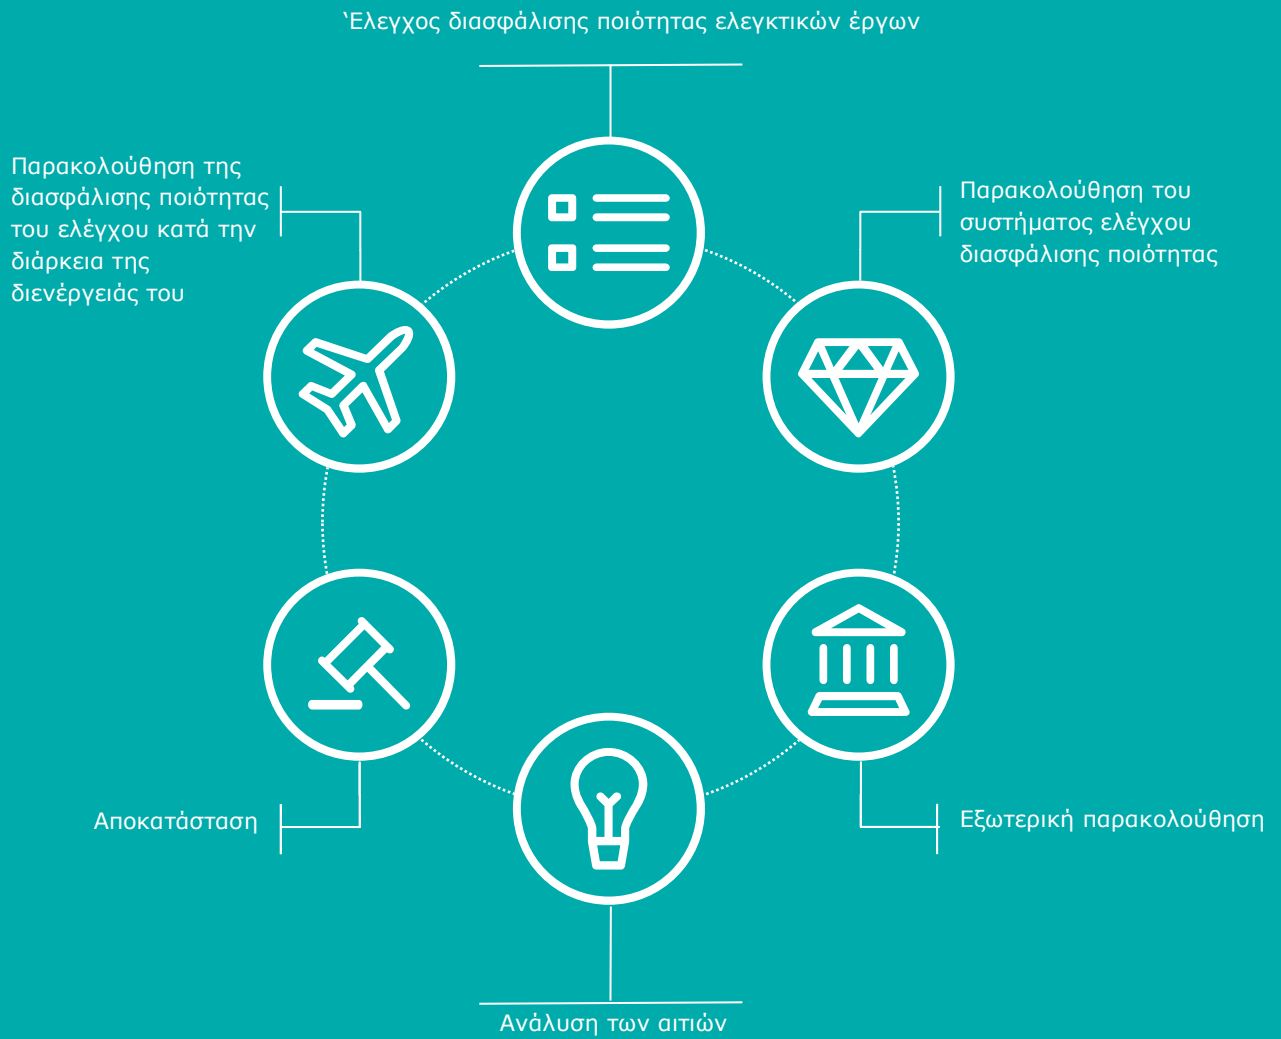 ‘Ελεγχος διασφάλισης ποιότητας ελεγκτικών έργων
Παρακολούθηση της
διασφάλισης ποιότητας
του ελέγχου κατά την
διάρκεια της
διενέργειάς του
Παρακολούθηση του
συστήματος ελέγχου
διασφάλισης ποιότητας
Αποκατάσταση
Εξωτερική παρακολούθηση
Ανάλυση των αιτιών